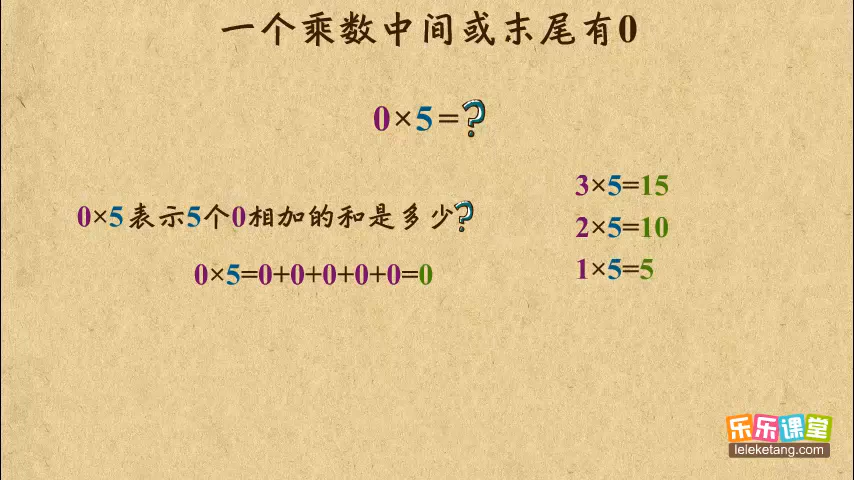 一个乘数中间或末尾有0
0×5=?
0×5表示5个0相加的和是多少?
0×5=0+0+0+0+0=0
3×5=15
2×5=10
1×5=5
乐乐课堂
leleketang.com